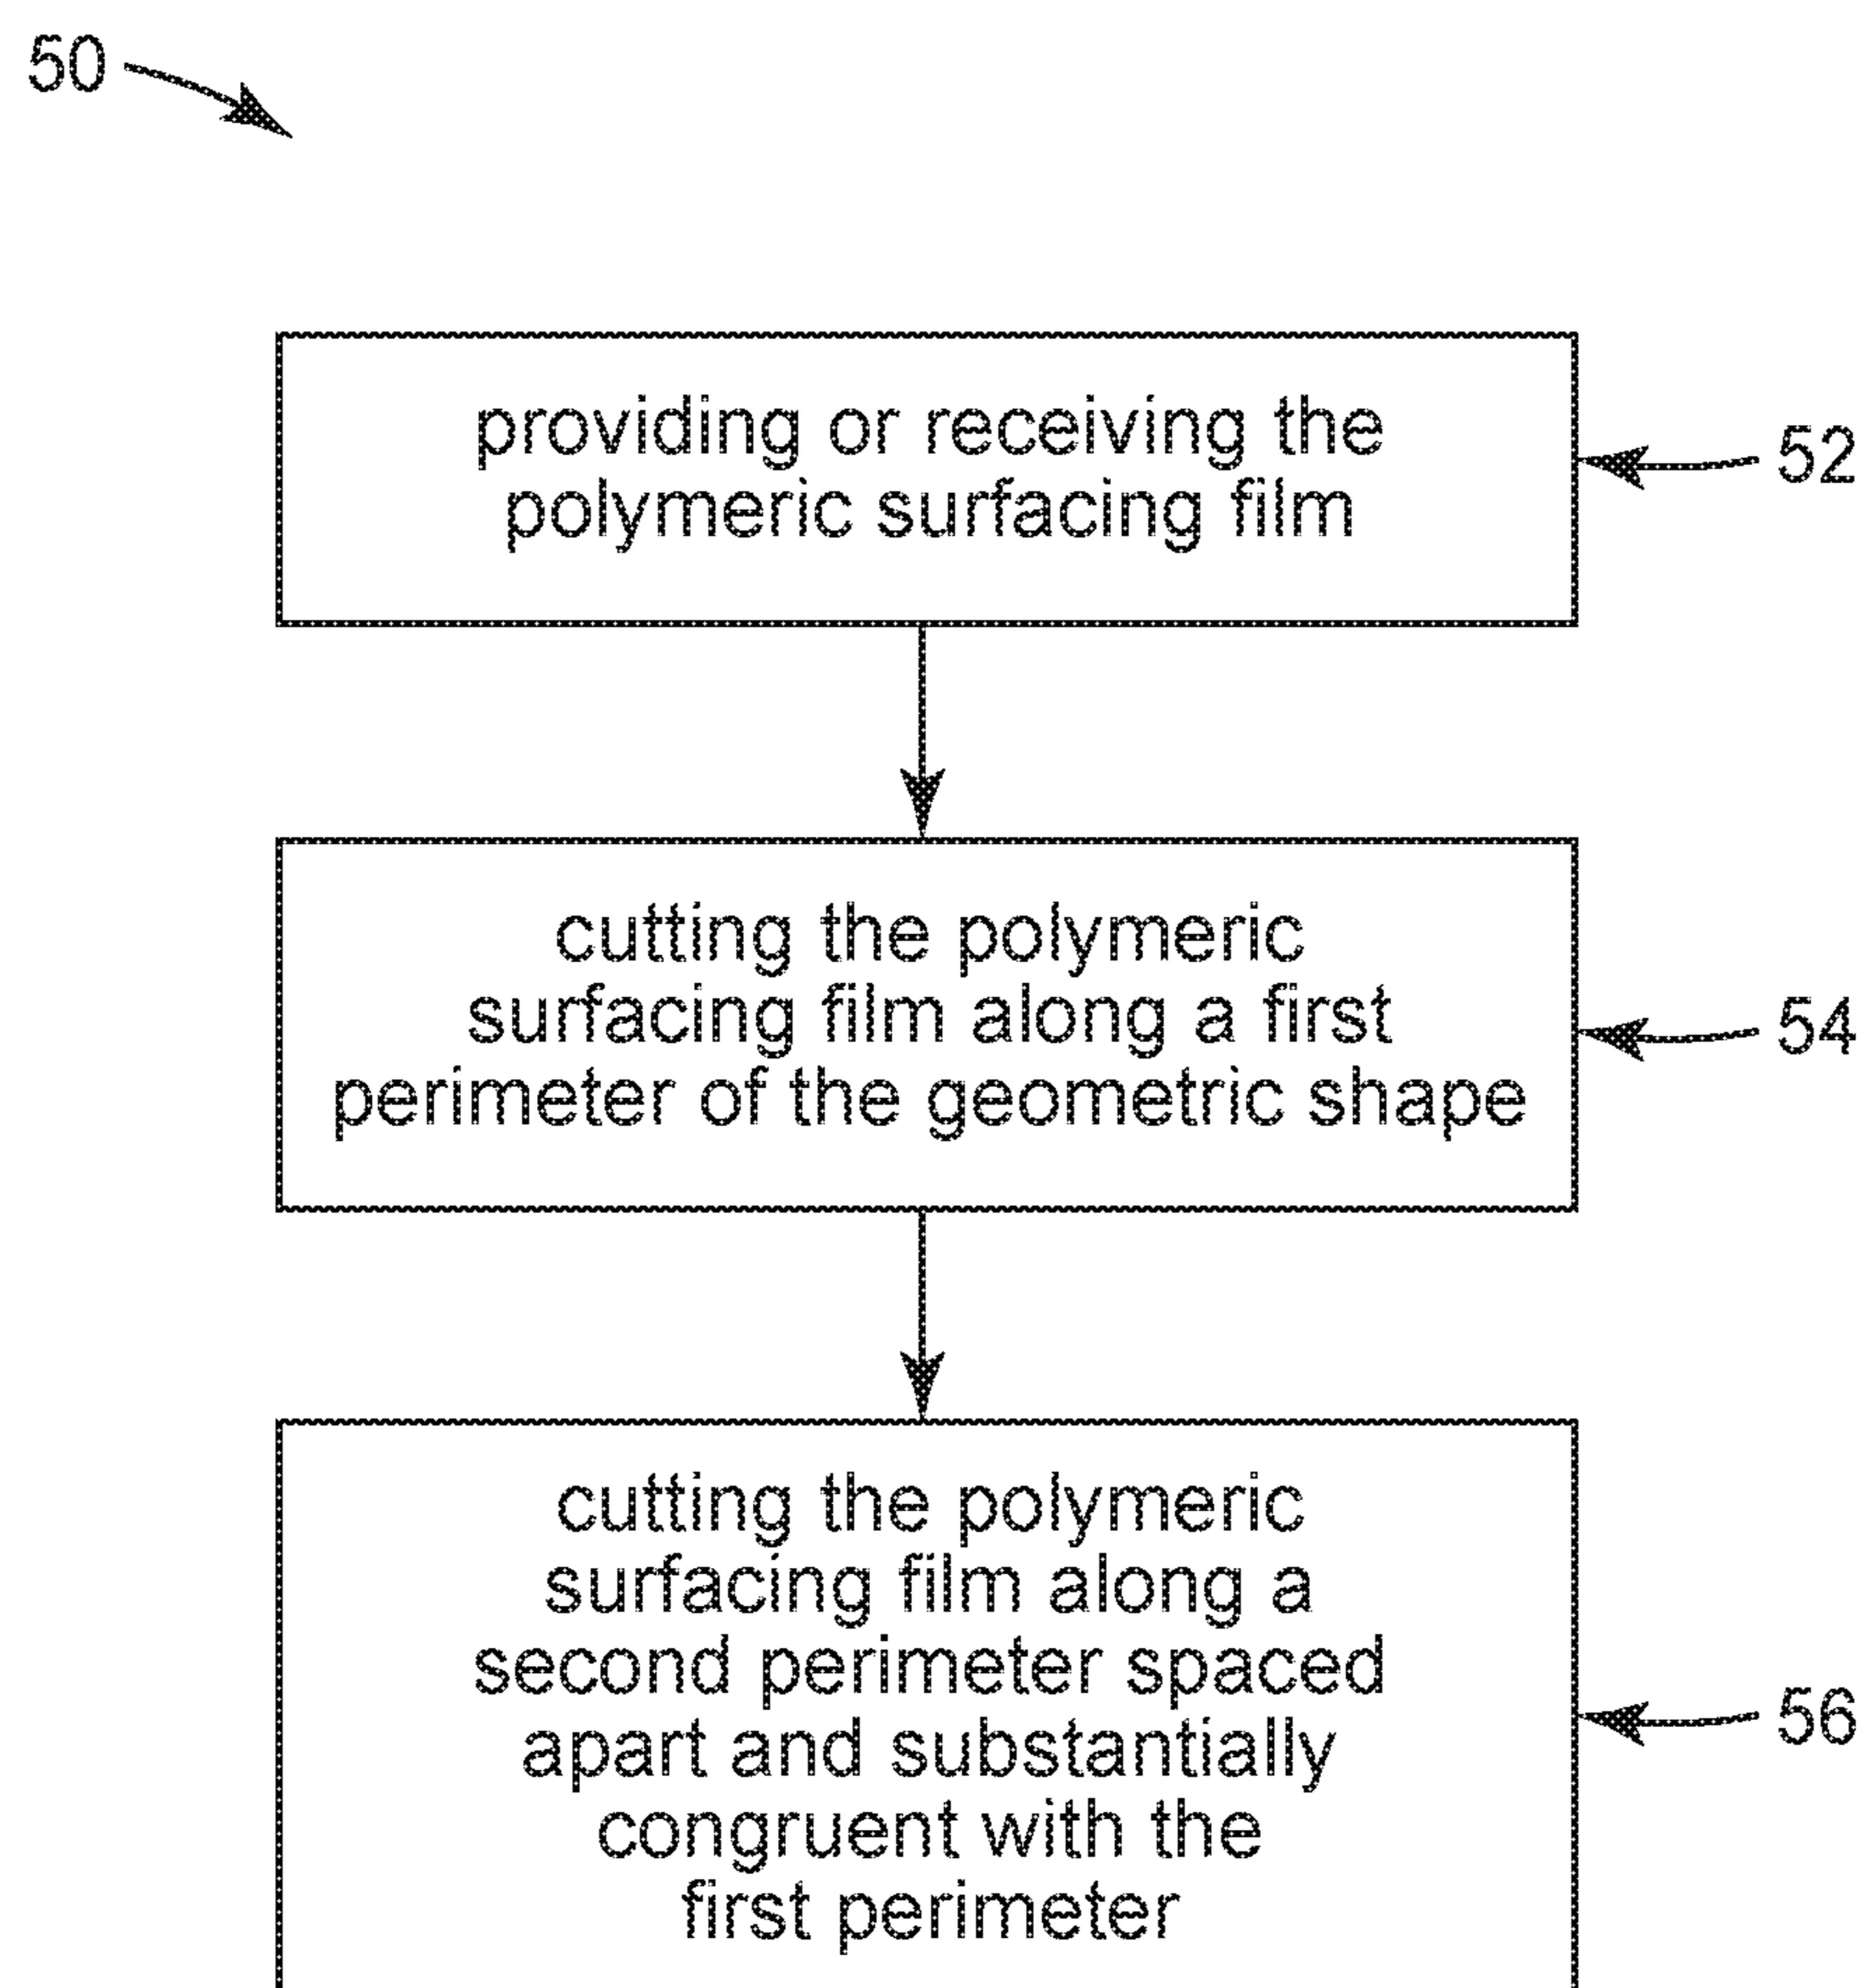 50
providing or receiving the
polymeric surfacing film
52
cutting the polymeric
surfacing film along a first
perimeter of the geometric shape
54
cutting the polymeric
surfacing film along a
second perimeter spaced
apart and substantially
congruent with the
first perimeter
56